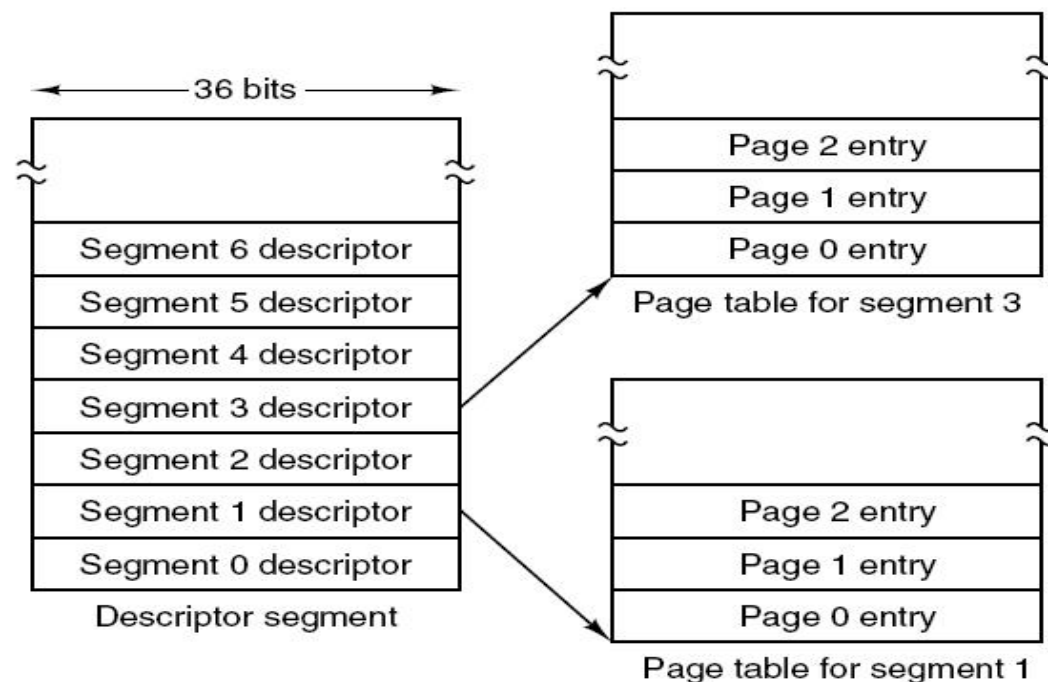 36 bits
Segment 6 descriptor
Segment 5 descriptor
Segment 4 descriptor
Segment 3 descriptor
Segment 2 descriptor
Segment 1 descriptor
Segment 0 descriptor
Descriptor segment
Page 2 entry
Page 1 entry
Page 0 entry
Page table for segment 3
Page 2 entry
Page 1 entry
Page 0 entry
Page table for segment 1